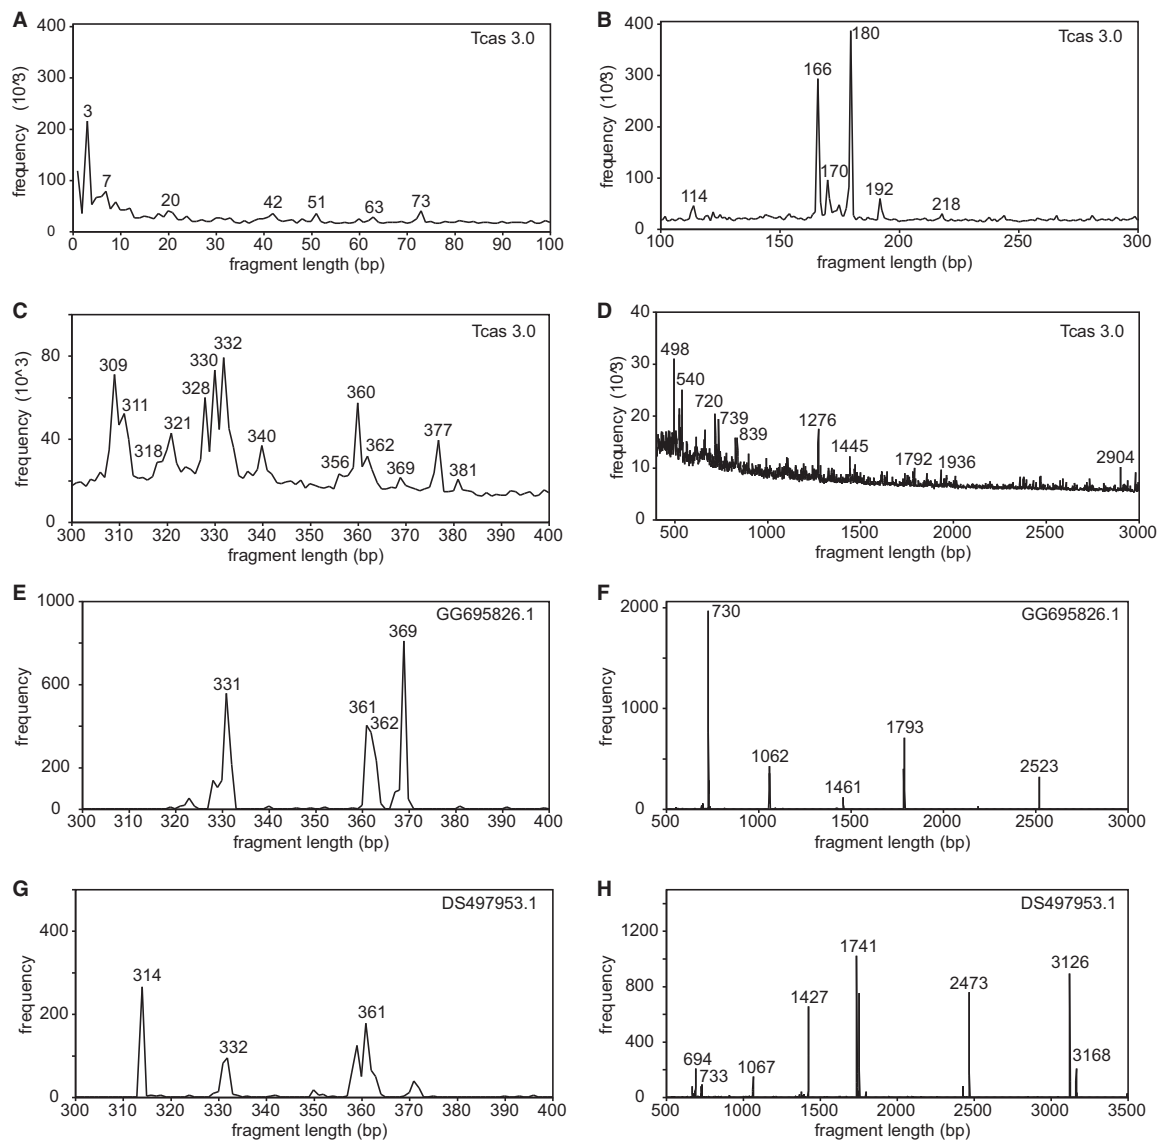 A
Tcas 3.0
frequency (10^3)
400
300
200
100
0
3
7
20
42
51
63
73
0 10 20 30 40 50 60 70 80 90 100
fragment length (bp)
B
Tcas 3.0
frequency (10^3)
400
300
200
100
0
114
166
170
180
192
218
100 150 200 250 300
fragment length (bp)
C
Tcas 3.0
frequency (10^3)
80
40
0
309
311
318
321
328
330
332
340
356
360
362
369
377
381
300 310 320 330 340 350 360 370 380 390 400
fragment length (bp)
D
Tcas 3.0
frequency (10^3)
40
30
20
10
0
498
540
720
739
839
1276
1445
1792
1936
2904
500 1000 1500 2000 2500 3000
fragment length (bp)
E
GG695826.1
frequency
1000
600
200
0
331
361
362
369
300 310 320 330 340 350 360 370 380 390 400
fragment length (bp)
F
GG695826.1
frequency
2000
1000
0
730
1062
1461
1793
2523
500 1000 1500 2000 2500 3000
fragment length (bp)
G
DS497953.1
frequency
400
200
0
314
332
361
300 310 320 330 340 350 360 370 380 390 400
fragment length (bp)
H
DS497953.1
frequency
1200
800
400
0
694
733
1067
1427
1741
2473
3126
3168
500 1000 1500 2000 2500 3000 3500
fragment length (bp)